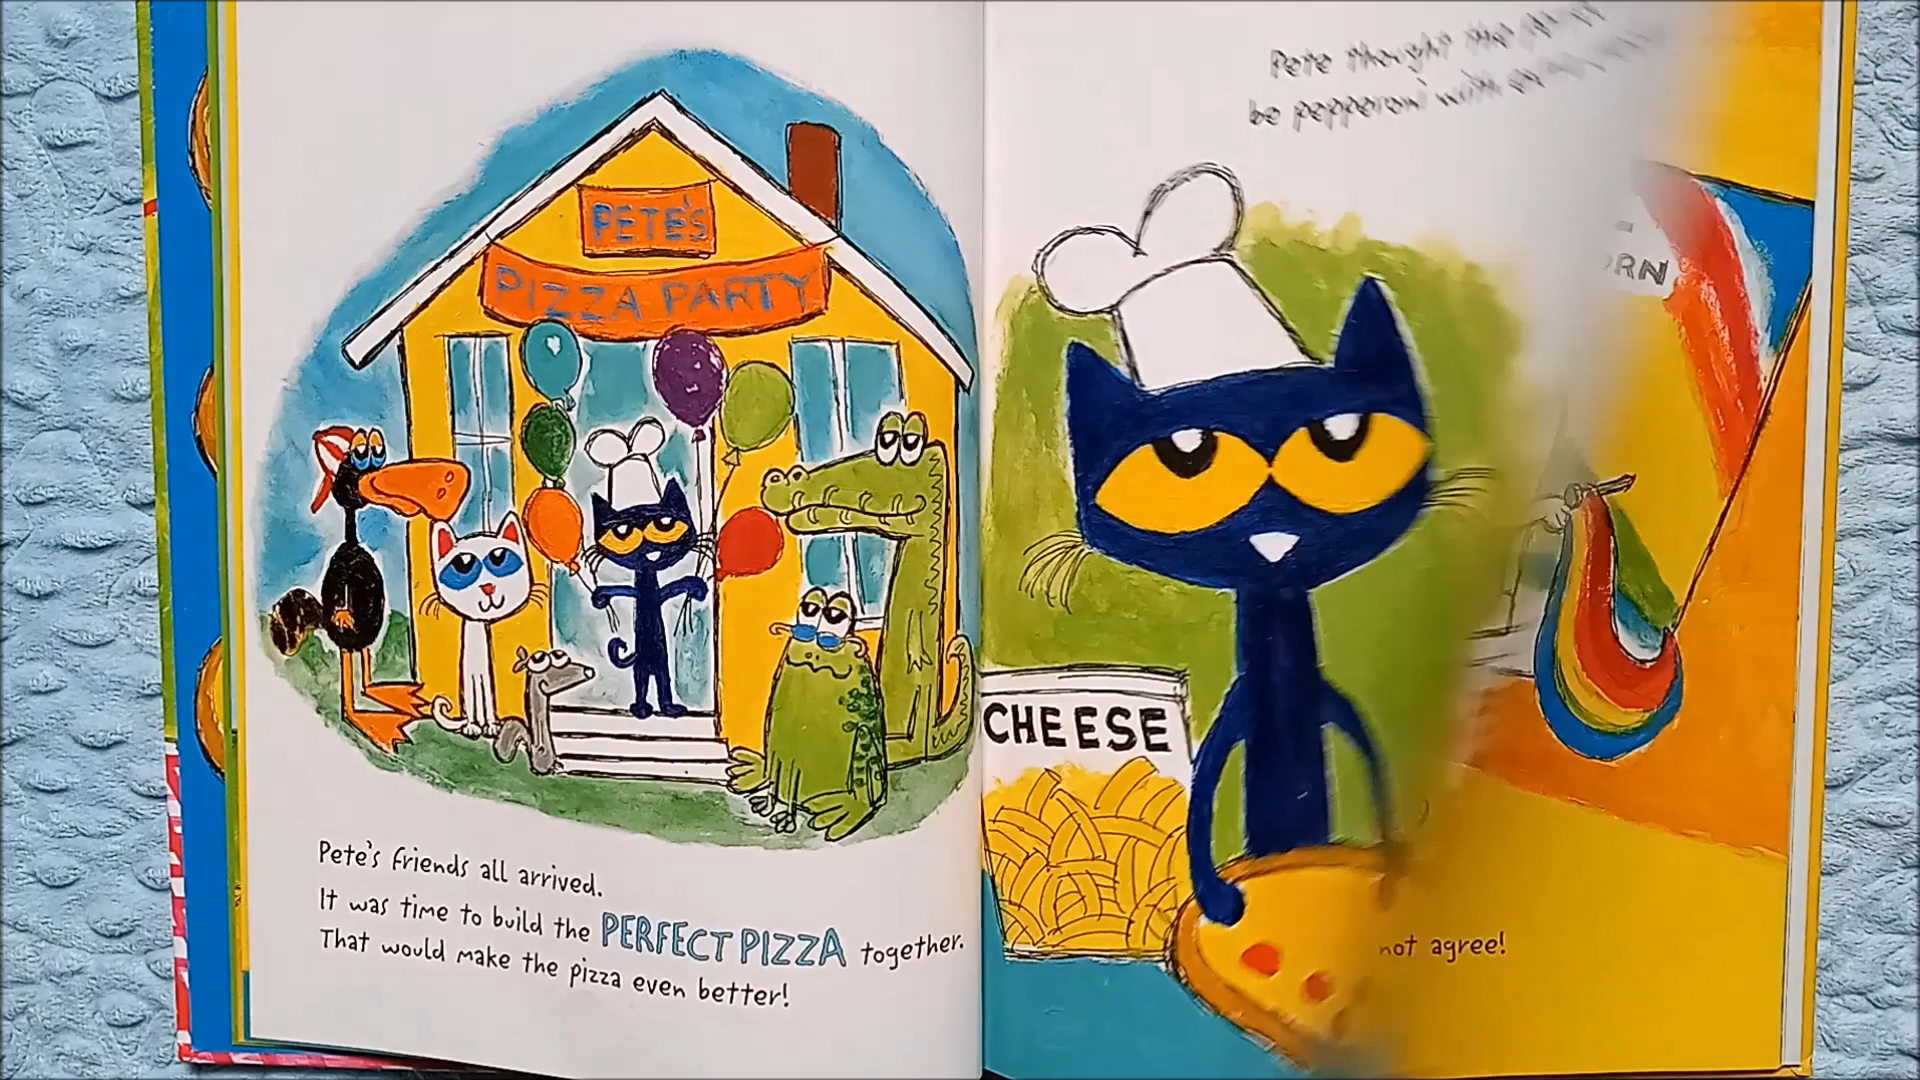 PETE'S
PIZZA PARTY
Pete's friends all arrived.
It was time to build the PERFECT PIZZA together.
That would make the pizza even better!
Pete thought the
be pepperoni with
CHEESE
not agree!